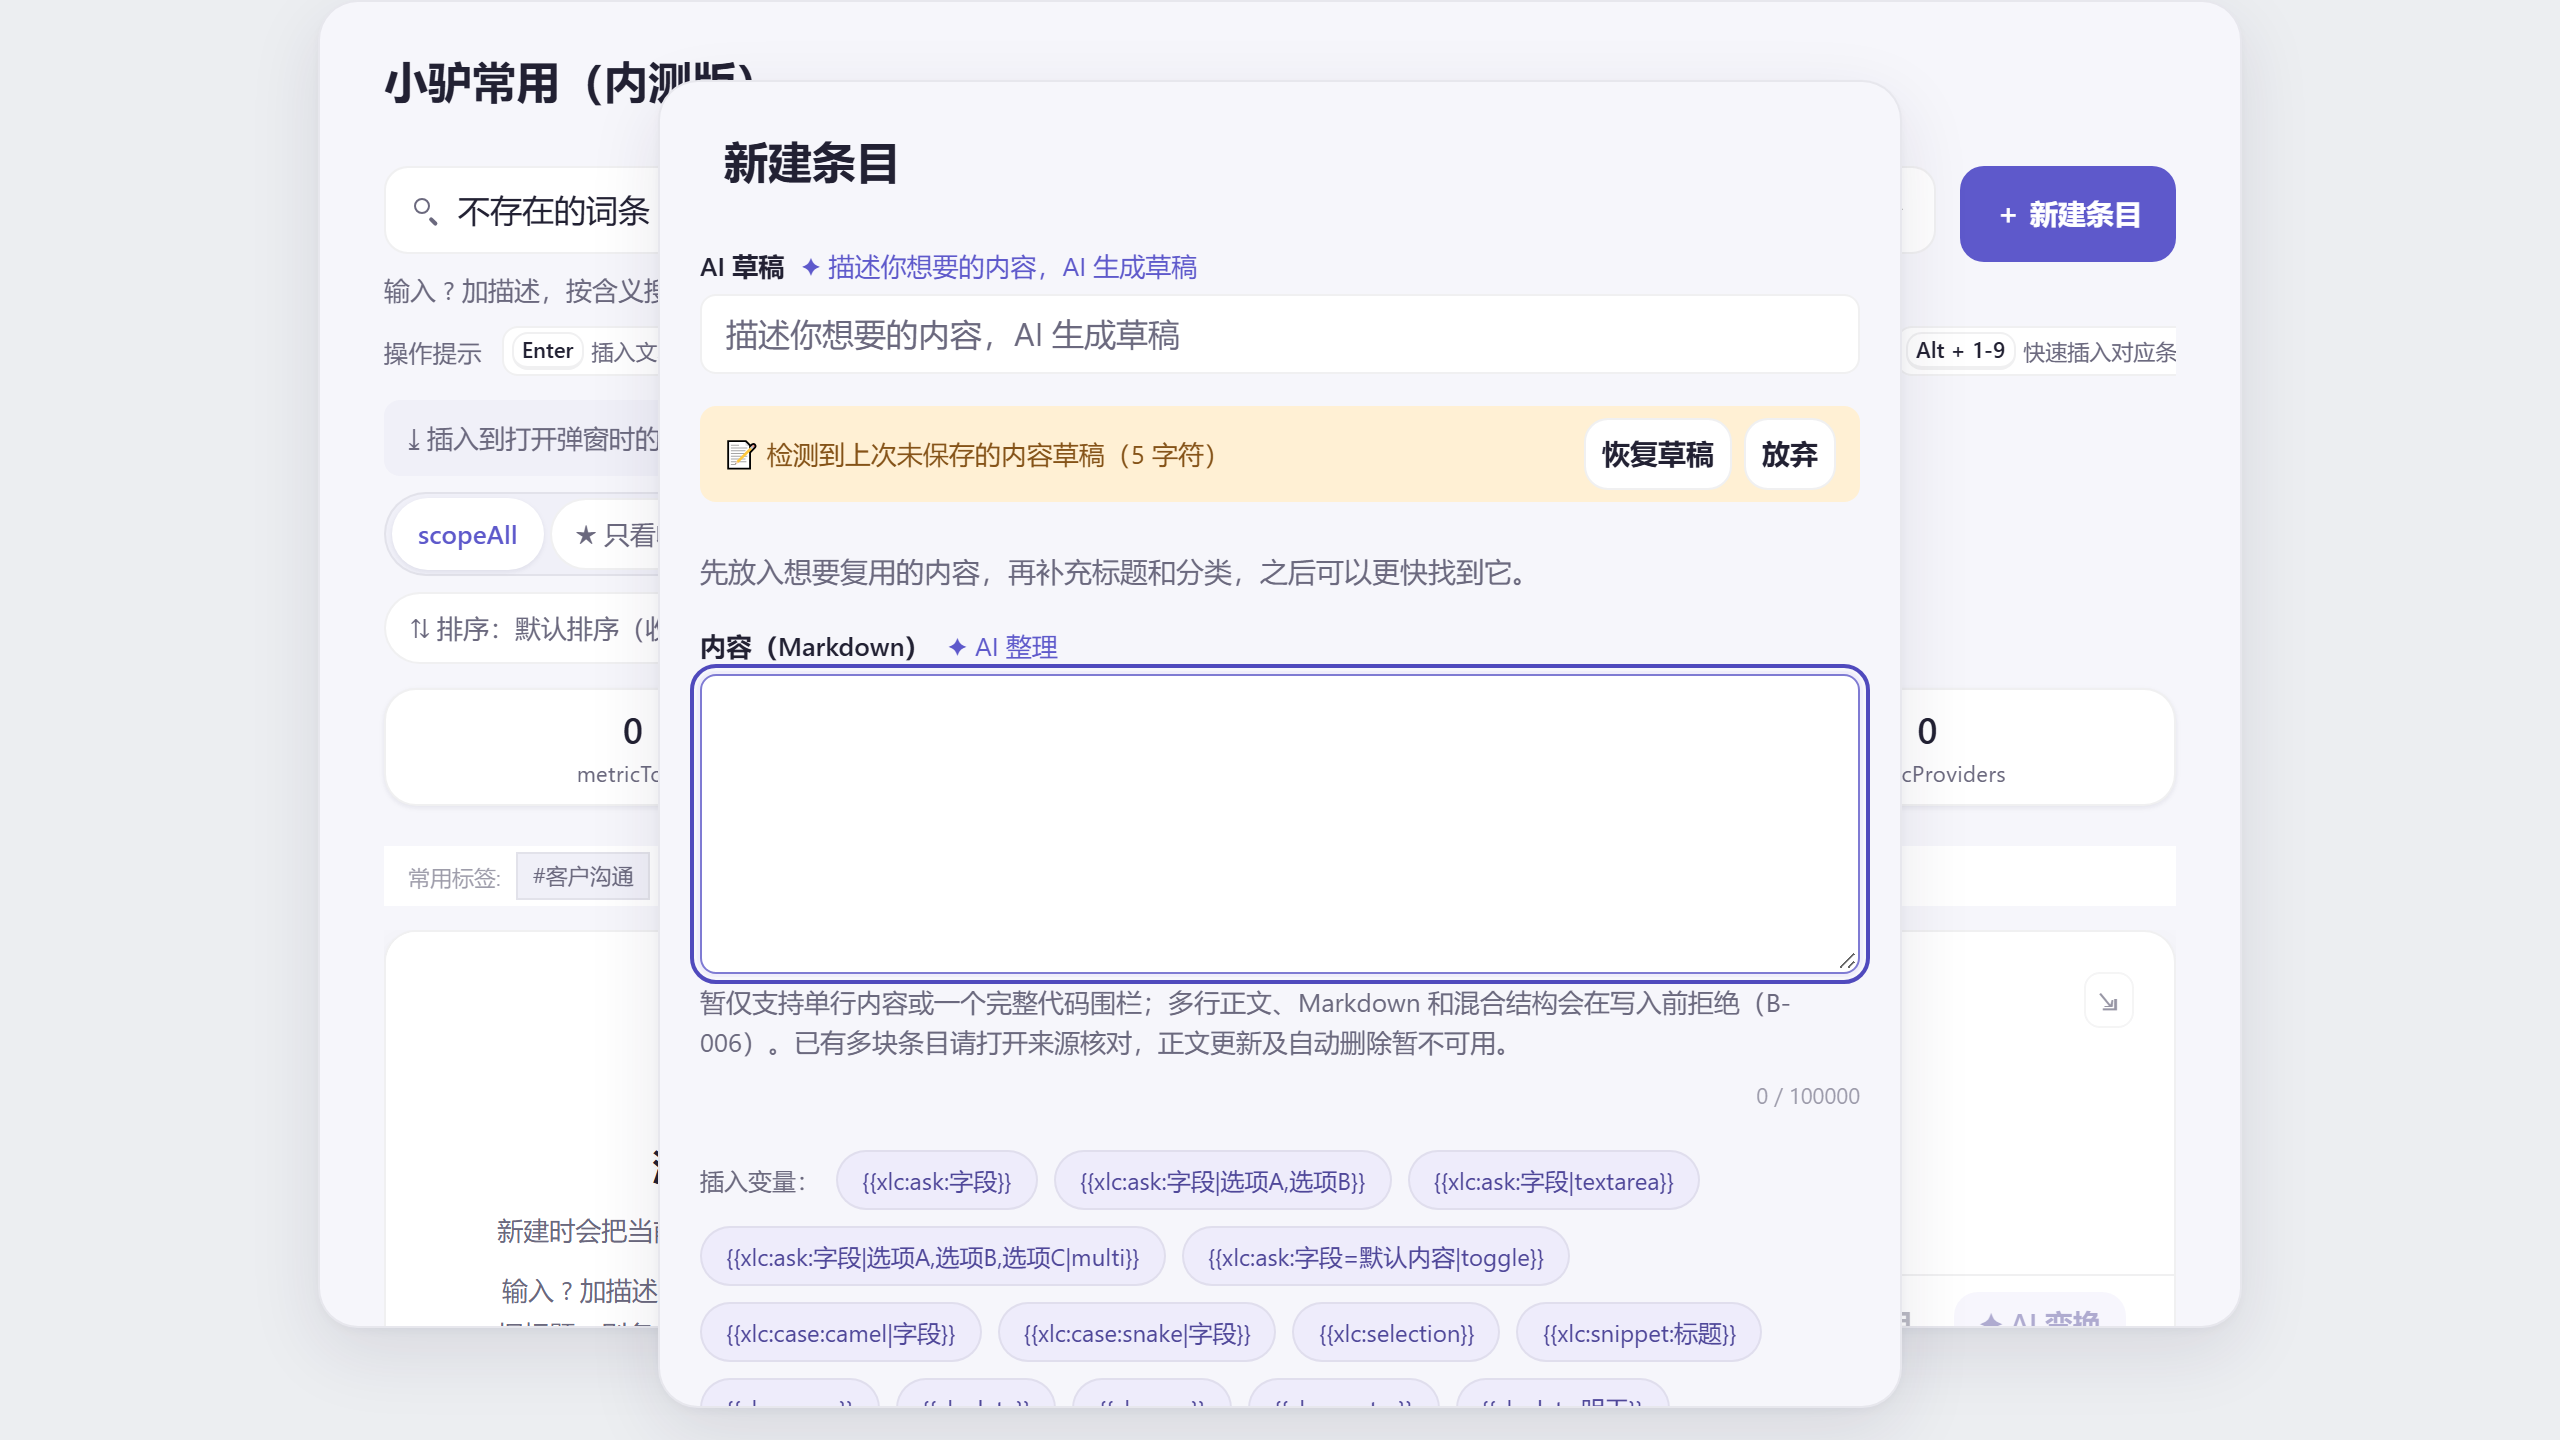 小驴常用（内测版）
不存在的词条
+ 新建条目
输入 ? 加描述，按含义搜
操作提示 Enter 插入文
Alt + 1-9 快速插入对应条
插入到打开弹窗时的
scopeAll ★ 只看
排序：默认排序（收
0
metricTo
0
cProviders
常用标签: #客户沟通
新建时会把当前
输入 ? 加描述
AI 变换
新建条目
AI 草稿 ✦ 描述你想要的内容，AI 生成草稿
描述你想要的内容，AI 生成草稿
检测到上次未保存的内容草稿（5 字符） 恢复草稿 放弃
先放入想要复用的内容，再补充标题和分类，之后可以更快找到它。
内容（Markdown） ✦ AI 整理
暂仅支持单行内容或一个完整代码围栏；多行正文、Markdown 和混合结构会在写入前拒绝（B-
006）。已有多块条目请打开来源核对，正文更新及自动删除暂不可用。
0 / 100000
插入变量： {{xlc:ask:字段}} {{xlc:ask:字段|选项A,选项B}} {{xlc:ask:字段|textarea}}
{{xlc:ask:字段|选项A,选项B,选项C|multi}} {{xlc:ask:字段=默认内容|toggle}}
{{xlc:case:camel|字段}} {{xlc:case:snake|字段}} {{xlc:selection}} {{xlc:snippet:标题}}